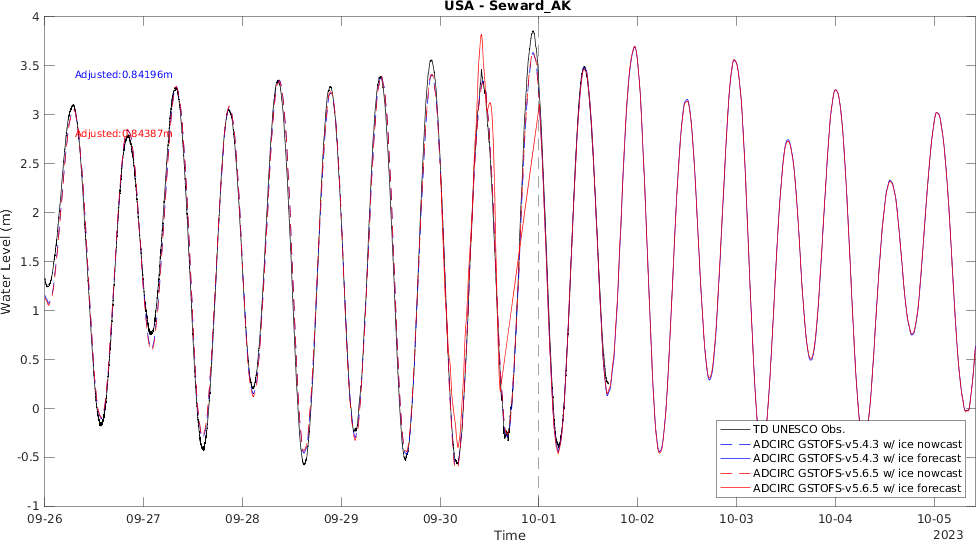 USA - Seward_AK
4
3.5
3
2.5
2
1.5
1
0.5
0
-0.5
-1
Water Level (m)
Adjusted:0.84196m
Adjusted:0.84387m
TD UNESCO Obs.
ADCIRC GSTOFS-v5.4.3 w/ ice nowcast
ADCIRC GSTOFS-v5.4.3 w/ ice forecast
ADCIRC GSTOFS-v5.6.5 w/ ice nowcast
ADCIRC GSTOFS-v5.6.5 w/ ice forecast
09-26 09-27 09-28 09-29 09-30 10-01 10-02 10-03 10-04 10-05
Time
2023